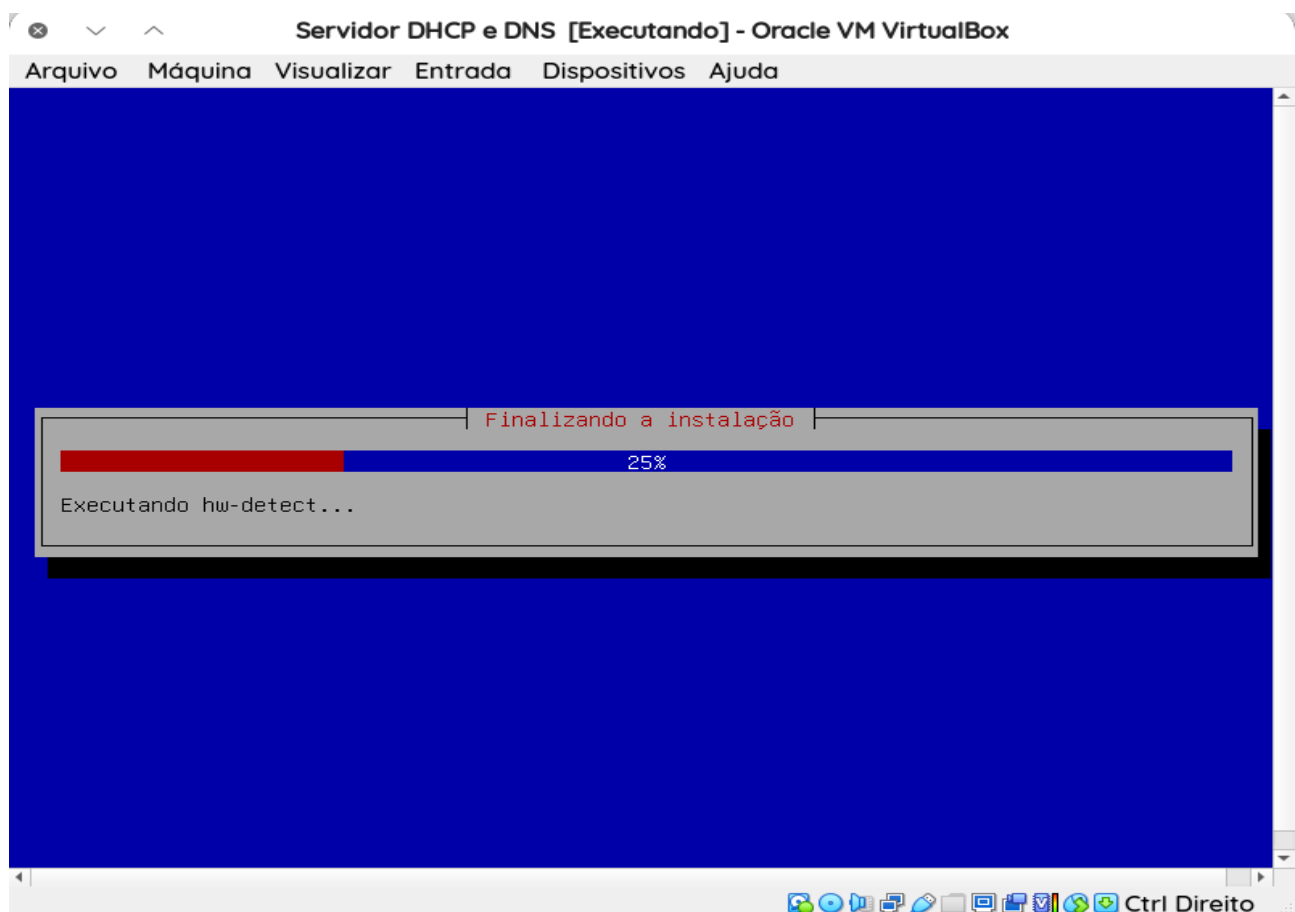 Servidor DHCP e DNS [Executando] - Oracle VM VirtualBox
Arquivo Máquina Visualizar Entrada Dispositivos Ajuda
Finalizando a instalação
25%
Executando hw-detect...
Ctrl Direito